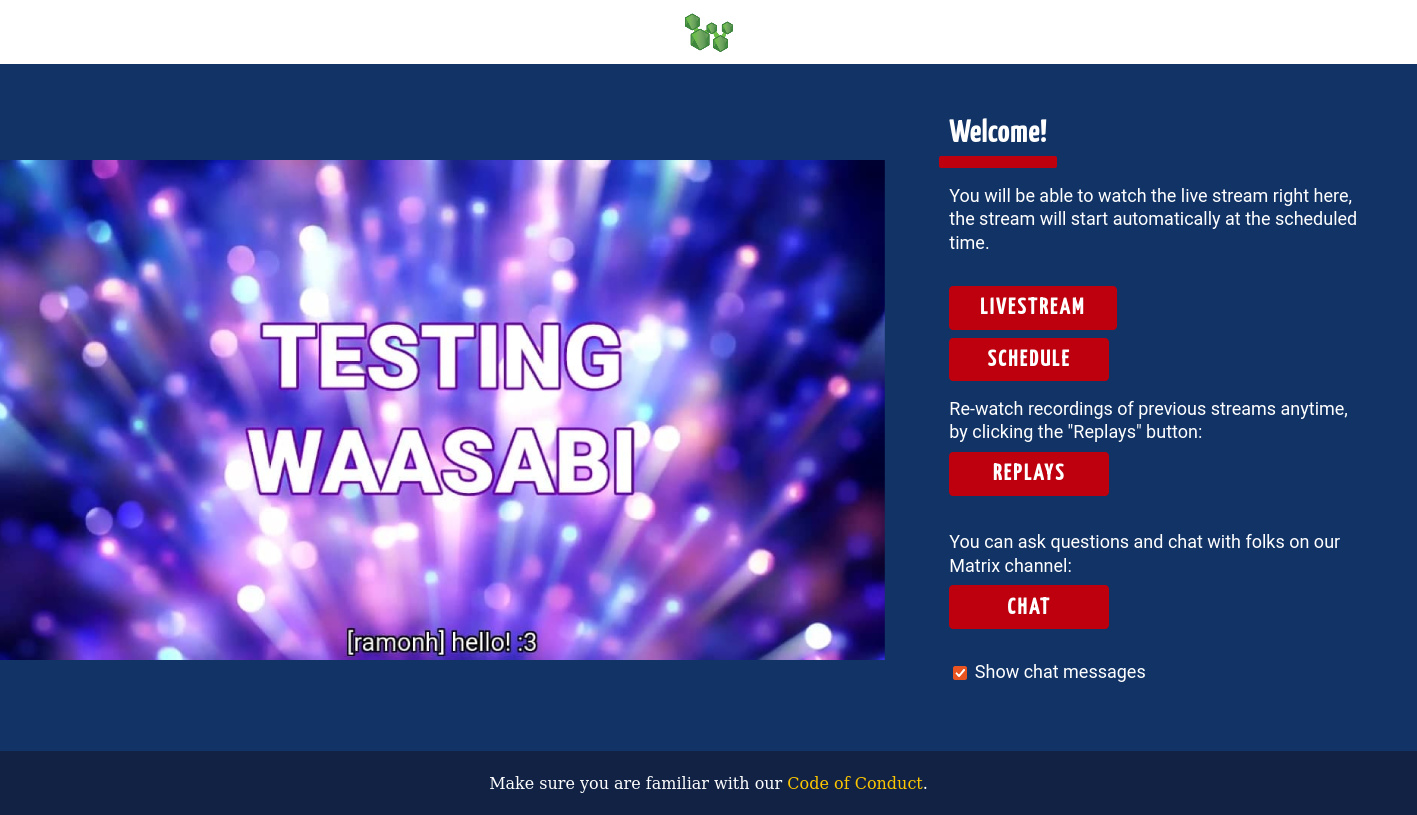 TESTING
WAASABI
[ramonh] hello! :3
Welcome!
You will be able to watch the live stream right here,
the stream will start automatically at the scheduled
time.
LIVESTREAM
SCHEDULE
Re-watch recordings of previous streams anytime,
by clicking the "Replays" button:
REPLAYS
You can ask questions and chat with folks on our
Matrix channel:
CHAT
Show chat messages
Make sure you are familiar with our Code of Conduct.